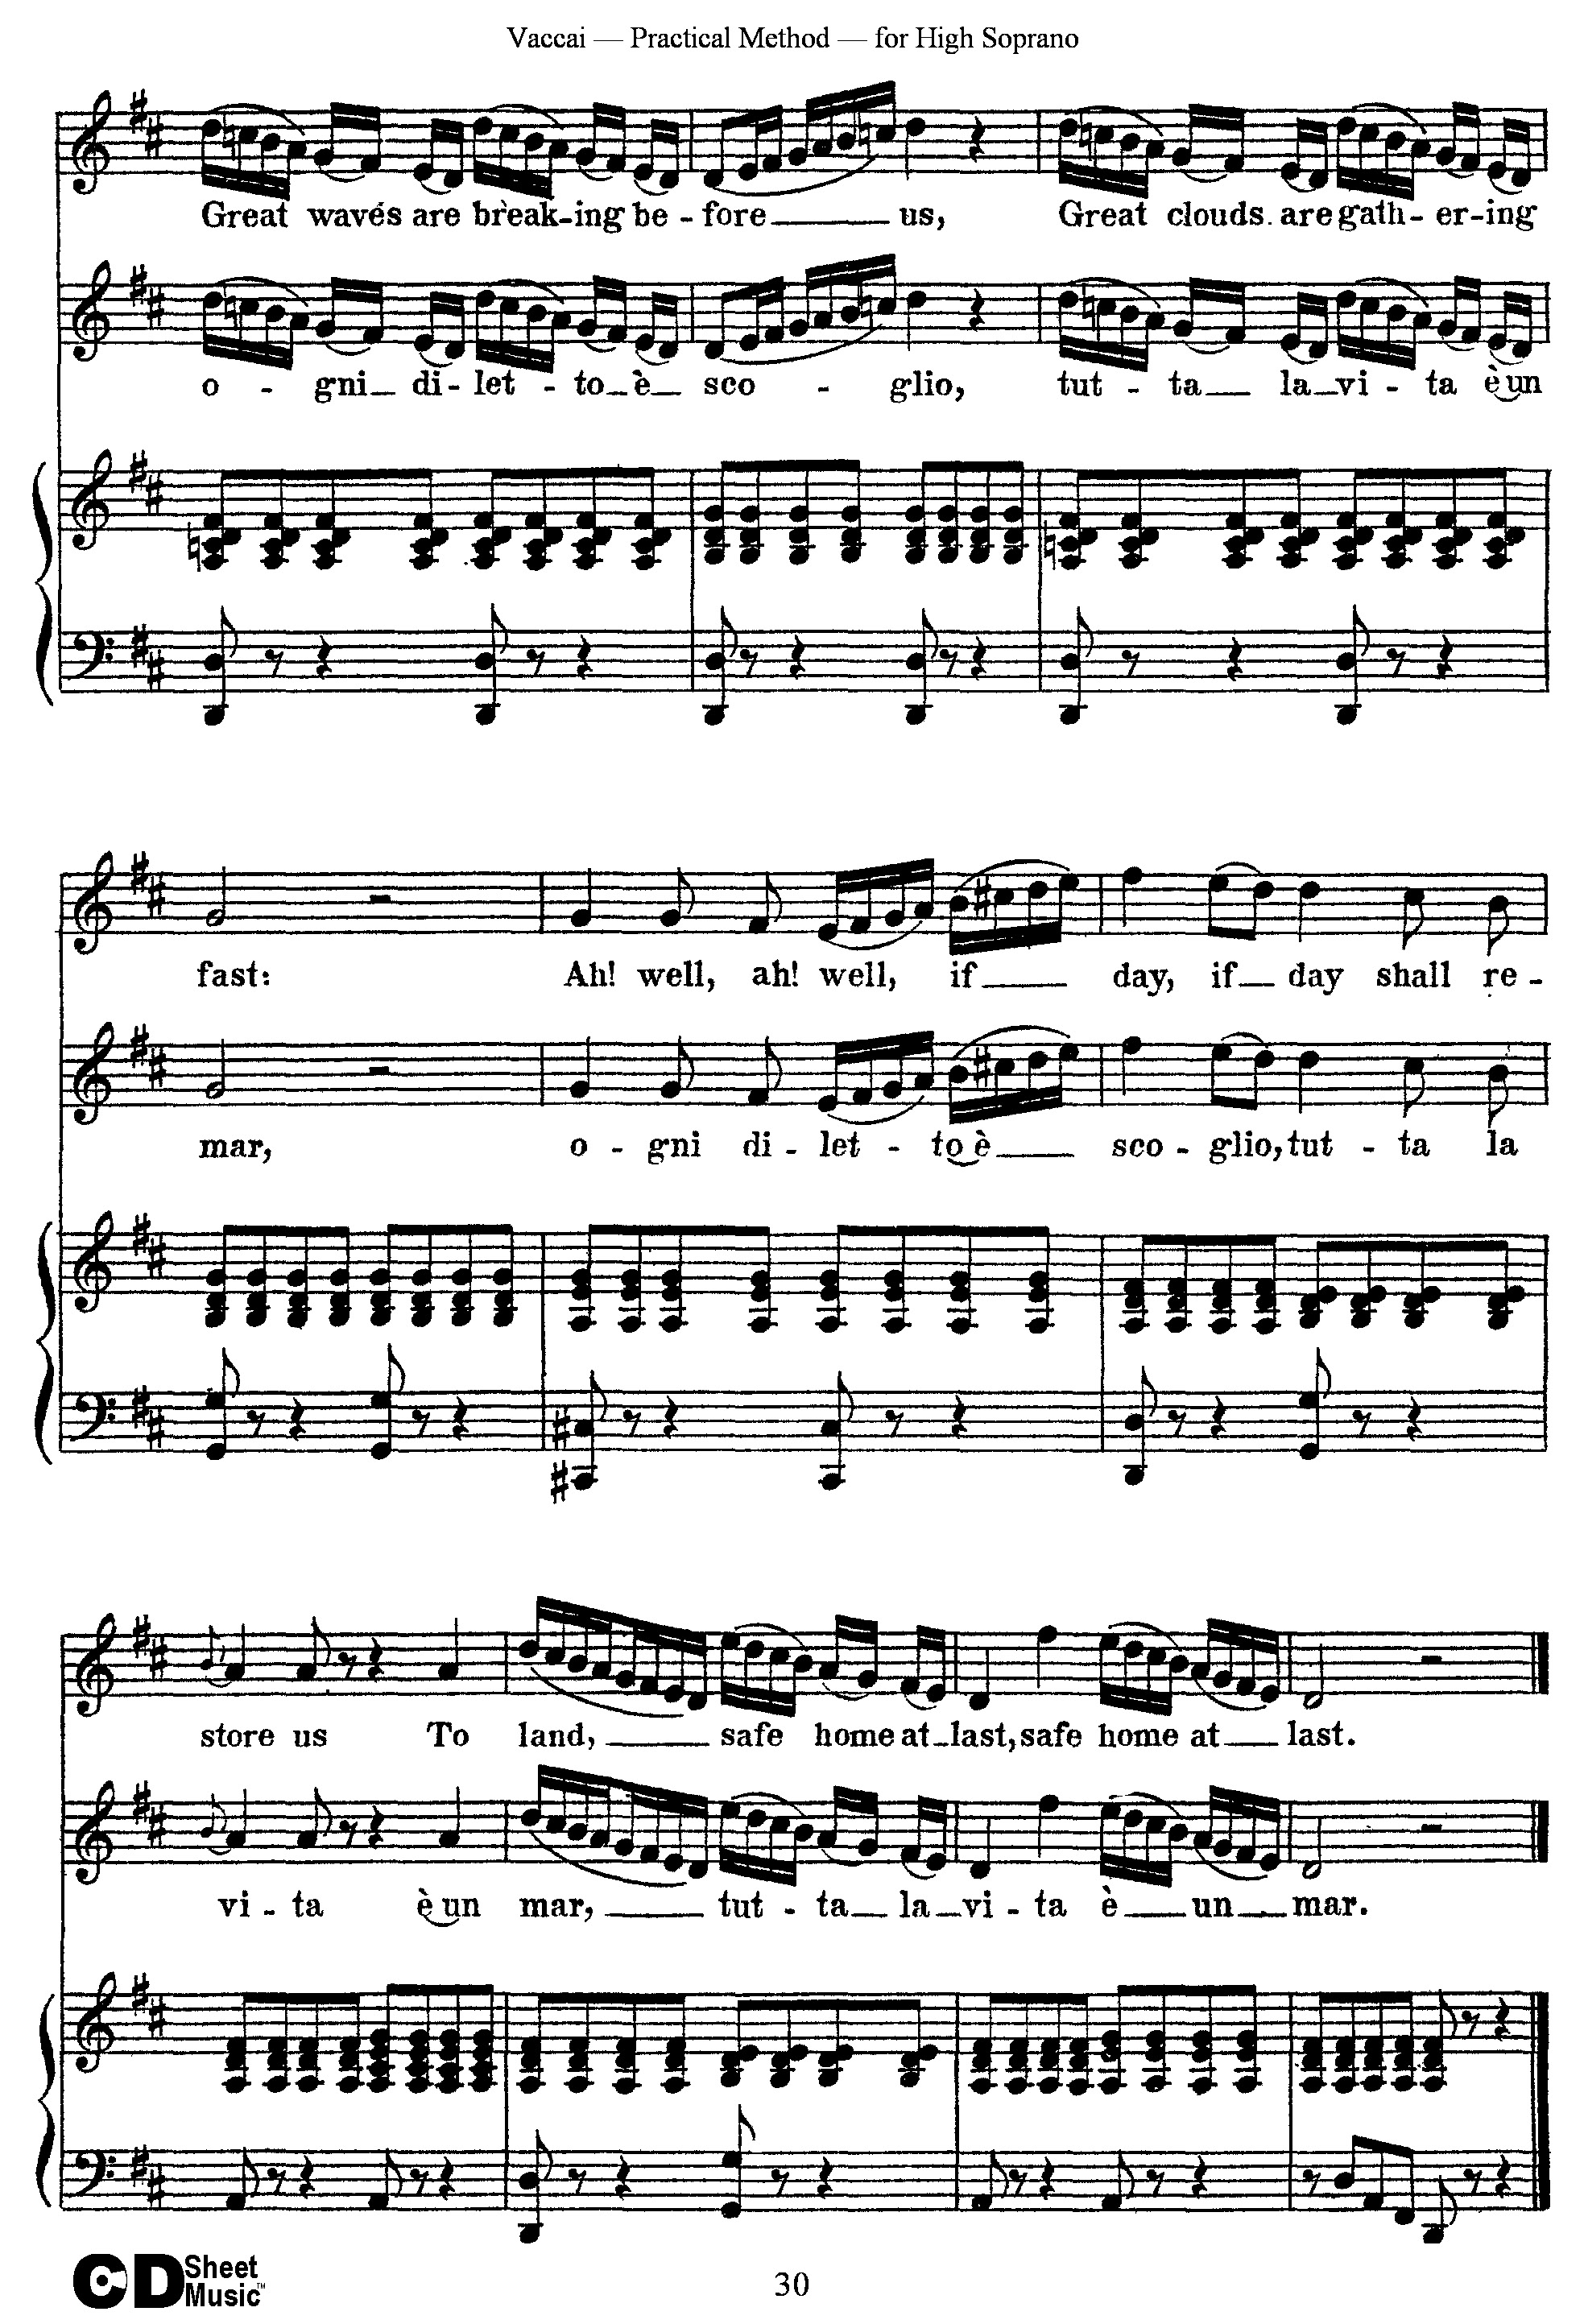 Vaccai — Practical Method — for High Soprano
Great waves are break-ing be - fore us, Great clouds. are gath - er-ing
o - gni di - let - to è sco - glio, tut - ta la vi - ta è un
fast: Ah! well, ah! well, if day, if day shall re -
mar, o - gni di - let - to è sco - glio, tut - ta la
store us To land, safe home at last, safe home at last.
vi - ta è un mar, tut - ta la vi - ta è un mar.
CD Sheet Music™
30